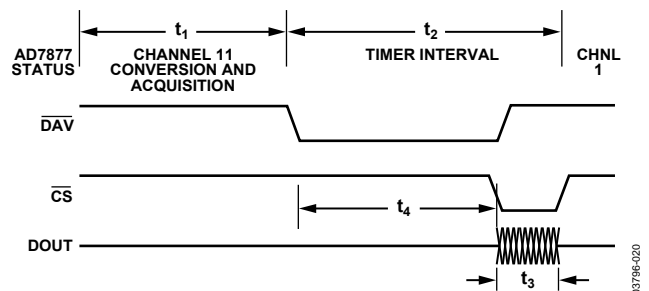 t1
t2
AD7877
STATUS
CHANNEL 11
CONVERSION AND
ACQUISITION
TIMER INTERVAL
CHNL
1
DAV
CS
t4
DOUT
t3
03796-020